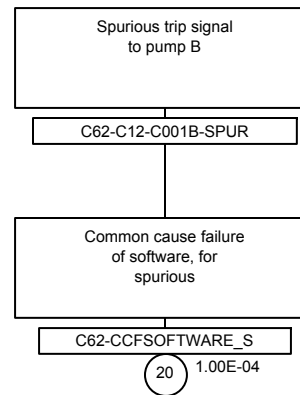 Spurious trip signal
to pump B
C62-C12-C001B-SPUR
Common cause failure
of software, for
spurious
C62-CCFSOFTWARE_S
20 1.00E-04